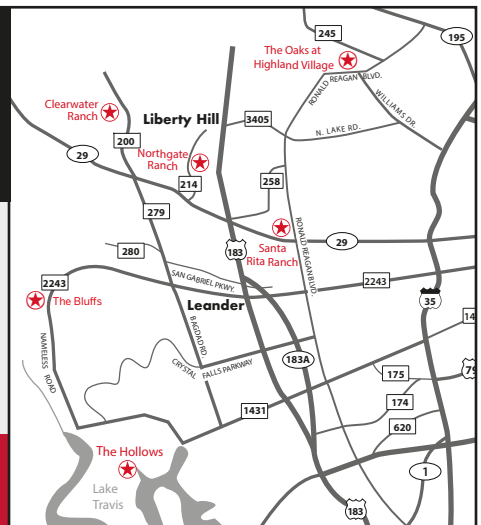 245
195
The Oaks at
Highland Village
RONALD REAGAN BLVD.
WILLIAMS DR.
Clearwater
Ranch
Liberty Hill
3405
N. LAKE RD.
200
29
Northgate
Ranch
214
258
279
RONALD REAGAN BLVD.
Santa
Rita Ranch
29
183
280
SAN GABRIEL PKWY.
2243
2243
The Bluffs
Leander
35
NAMELESS ROAD
BAGDAD RD.
CRYSTAL FALLS PARKWAY
183A
175
174
1431
620
The Hollows
Lake
Travis
1
183